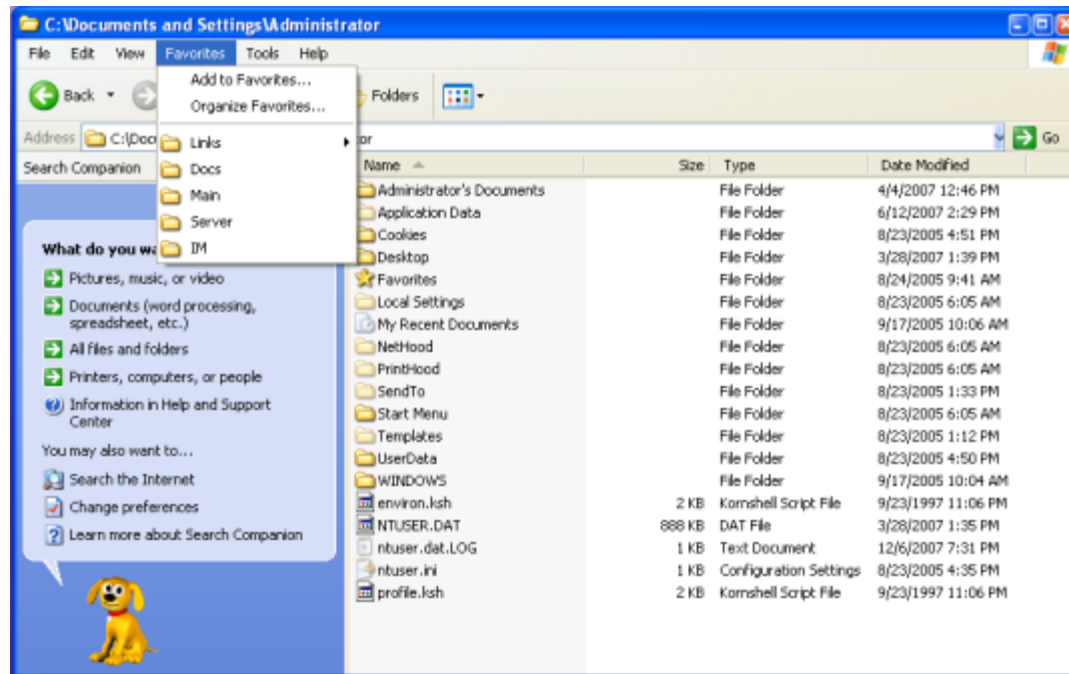 C:\Documents and Settings\Administrator
File Edit View Favorites Tools Help
Add to Favorites...
Organize Favorites...
Links
Docs
Main
Server
IM
Back Folders
Address C:\Doc or Go
Search Companion
What do you wa
Pictures, music, or video
Documents (word processing,
spreadsheet, etc.)
All files and folders
Printers, computers, or people
Information in Help and Support
Center
You may also want to...
Search the Internet
Change preferences
Learn more about Search Companion
Name Size Type Date Modified
Administrator's Documents File Folder 4/4/2007 12:46 PM
Application Data File Folder 6/12/2007 2:29 PM
Cookies File Folder 8/23/2005 4:51 PM
Desktop File Folder 3/28/2007 1:39 PM
Favorites File Folder 8/24/2005 9:41 AM
Local Settings File Folder 8/23/2005 6:05 AM
My Recent Documents File Folder 9/17/2005 10:06 AM
NetHood File Folder 8/23/2005 6:05 AM
PrintHood File Folder 8/23/2005 6:05 AM
SendTo File Folder 8/23/2005 1:33 PM
Start Menu File Folder 8/23/2005 6:05 AM
Templates File Folder 8/23/2005 1:12 PM
UserData File Folder 8/23/2005 4:50 PM
WINDOWS File Folder 9/17/2005 10:04 AM
environ.ksh 2 KB Kornshell Script File 9/23/1997 11:06 PM
NTUSER.DAT 888 KB DAT File 3/28/2007 1:35 PM
ntuser.dat.LOG 1 KB Text Document 12/6/2007 7:31 PM
ntuser.ini 1 KB Configuration Settings 8/23/2005 4:35 PM
profile.ksh 2 KB Kornshell Script File 9/23/1997 11:06 PM